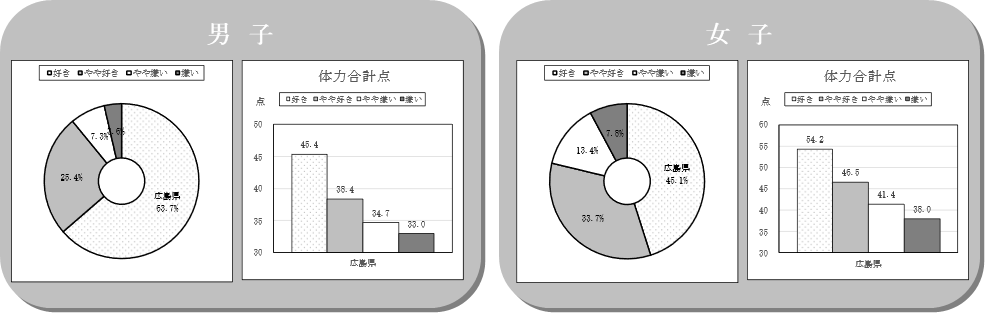 男 子
好き やや好き やや嫌い 嫌い
広島県
63.7%
25.4%
7.3%
3.6%
体力合計点
好き やや好き やや嫌い 嫌い
点
50
45
40
35
30
45.4
38.4
34.7
33.0
広島県
女 子
好き やや好き やや嫌い 嫌い
広島県
45.1%
33.7%
13.4%
7.8%
体力合計点
好き やや好き やや嫌い 嫌い
点
60
55
50
45
40
35
30
54.2
46.5
41.4
38.0
広島県